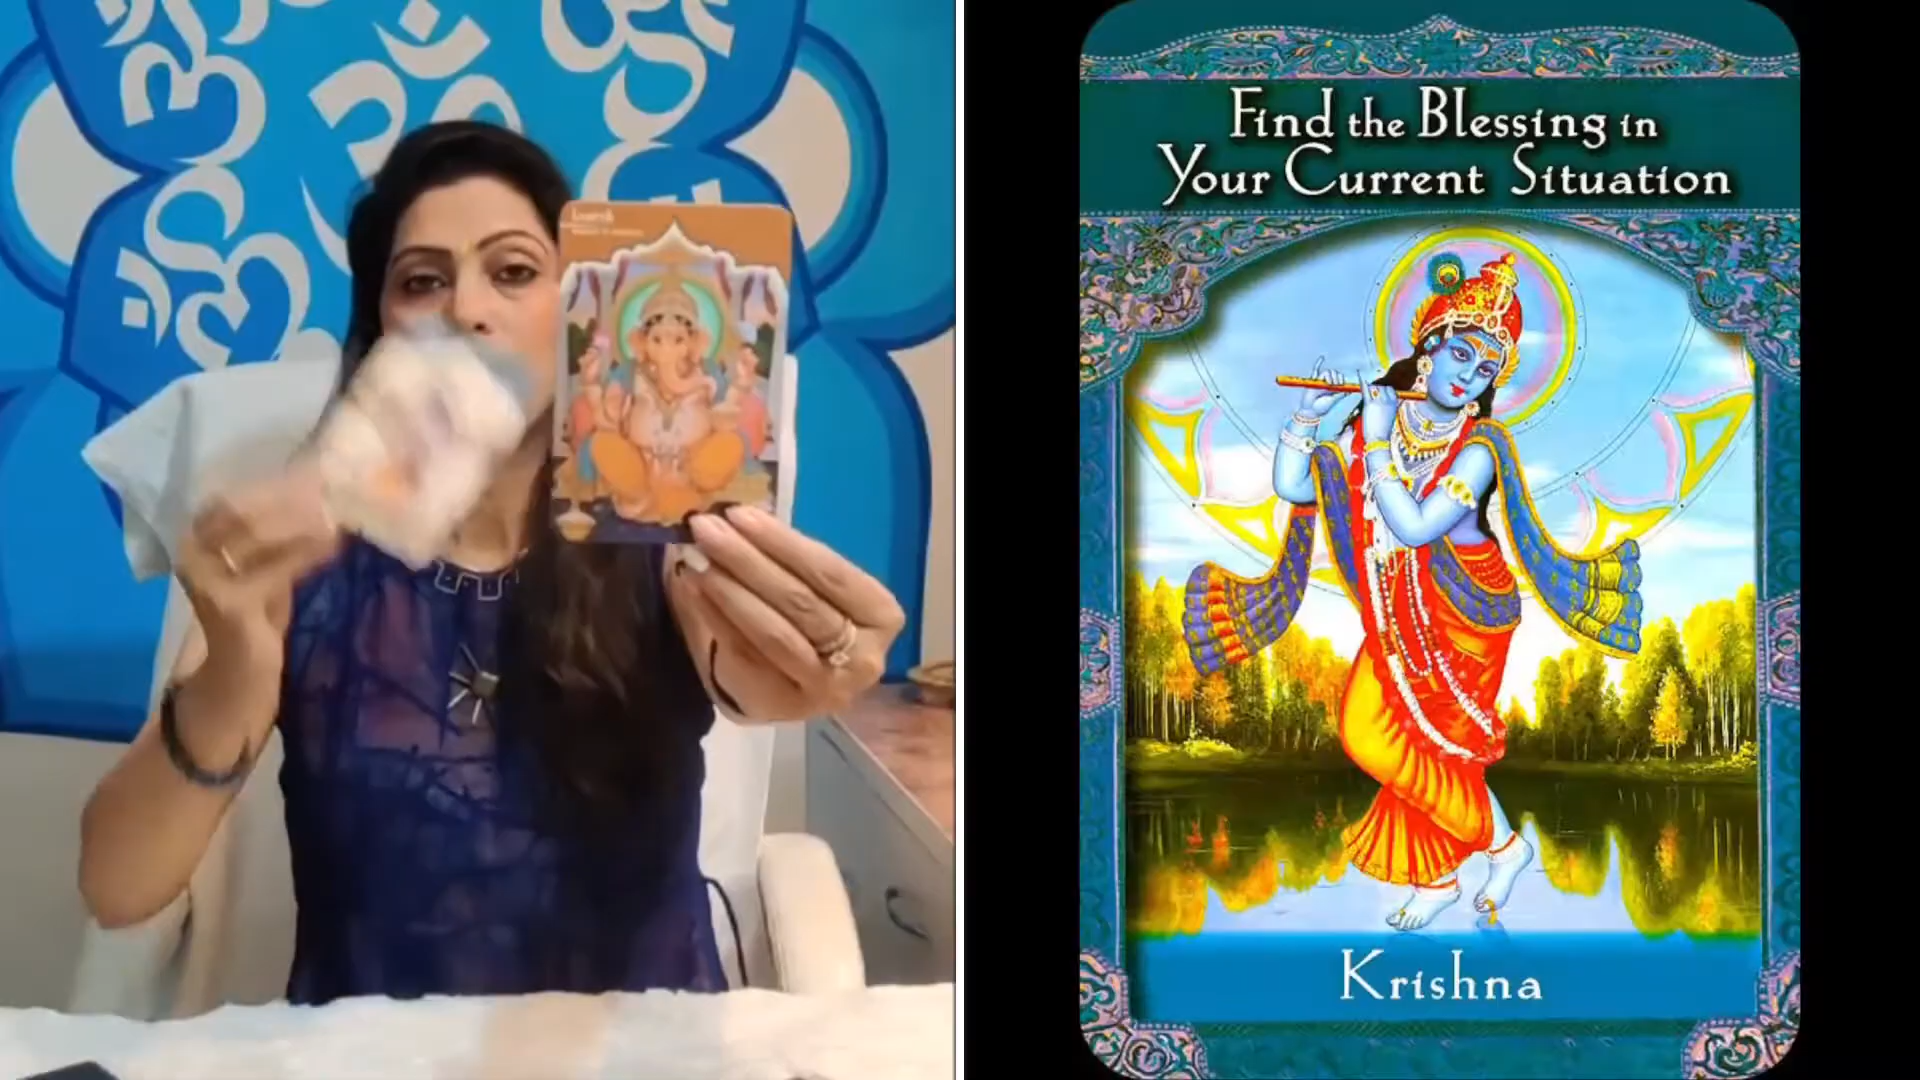 ॐ
Find the Blessing in
Your Current Situation
Krishna